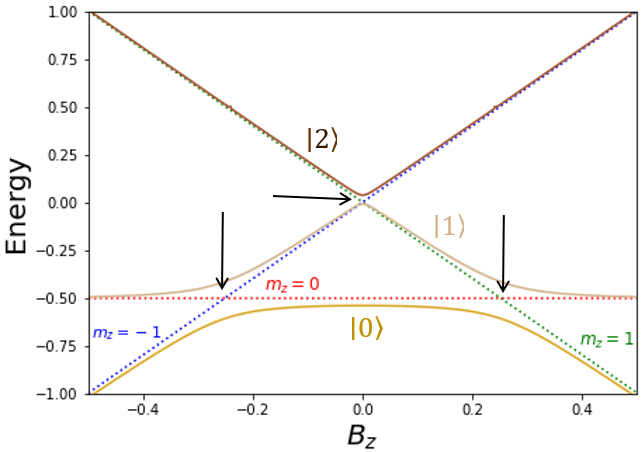 1.00
0.75
0.50
0.25
0.00
−0.25
−0.50
−0.75
−1.00
Energy
|2⟩
|1⟩
m_z = 0
m_z = −1
|0⟩
m_z = 1
−0.4 −0.2 0.0 0.2 0.4
B_z